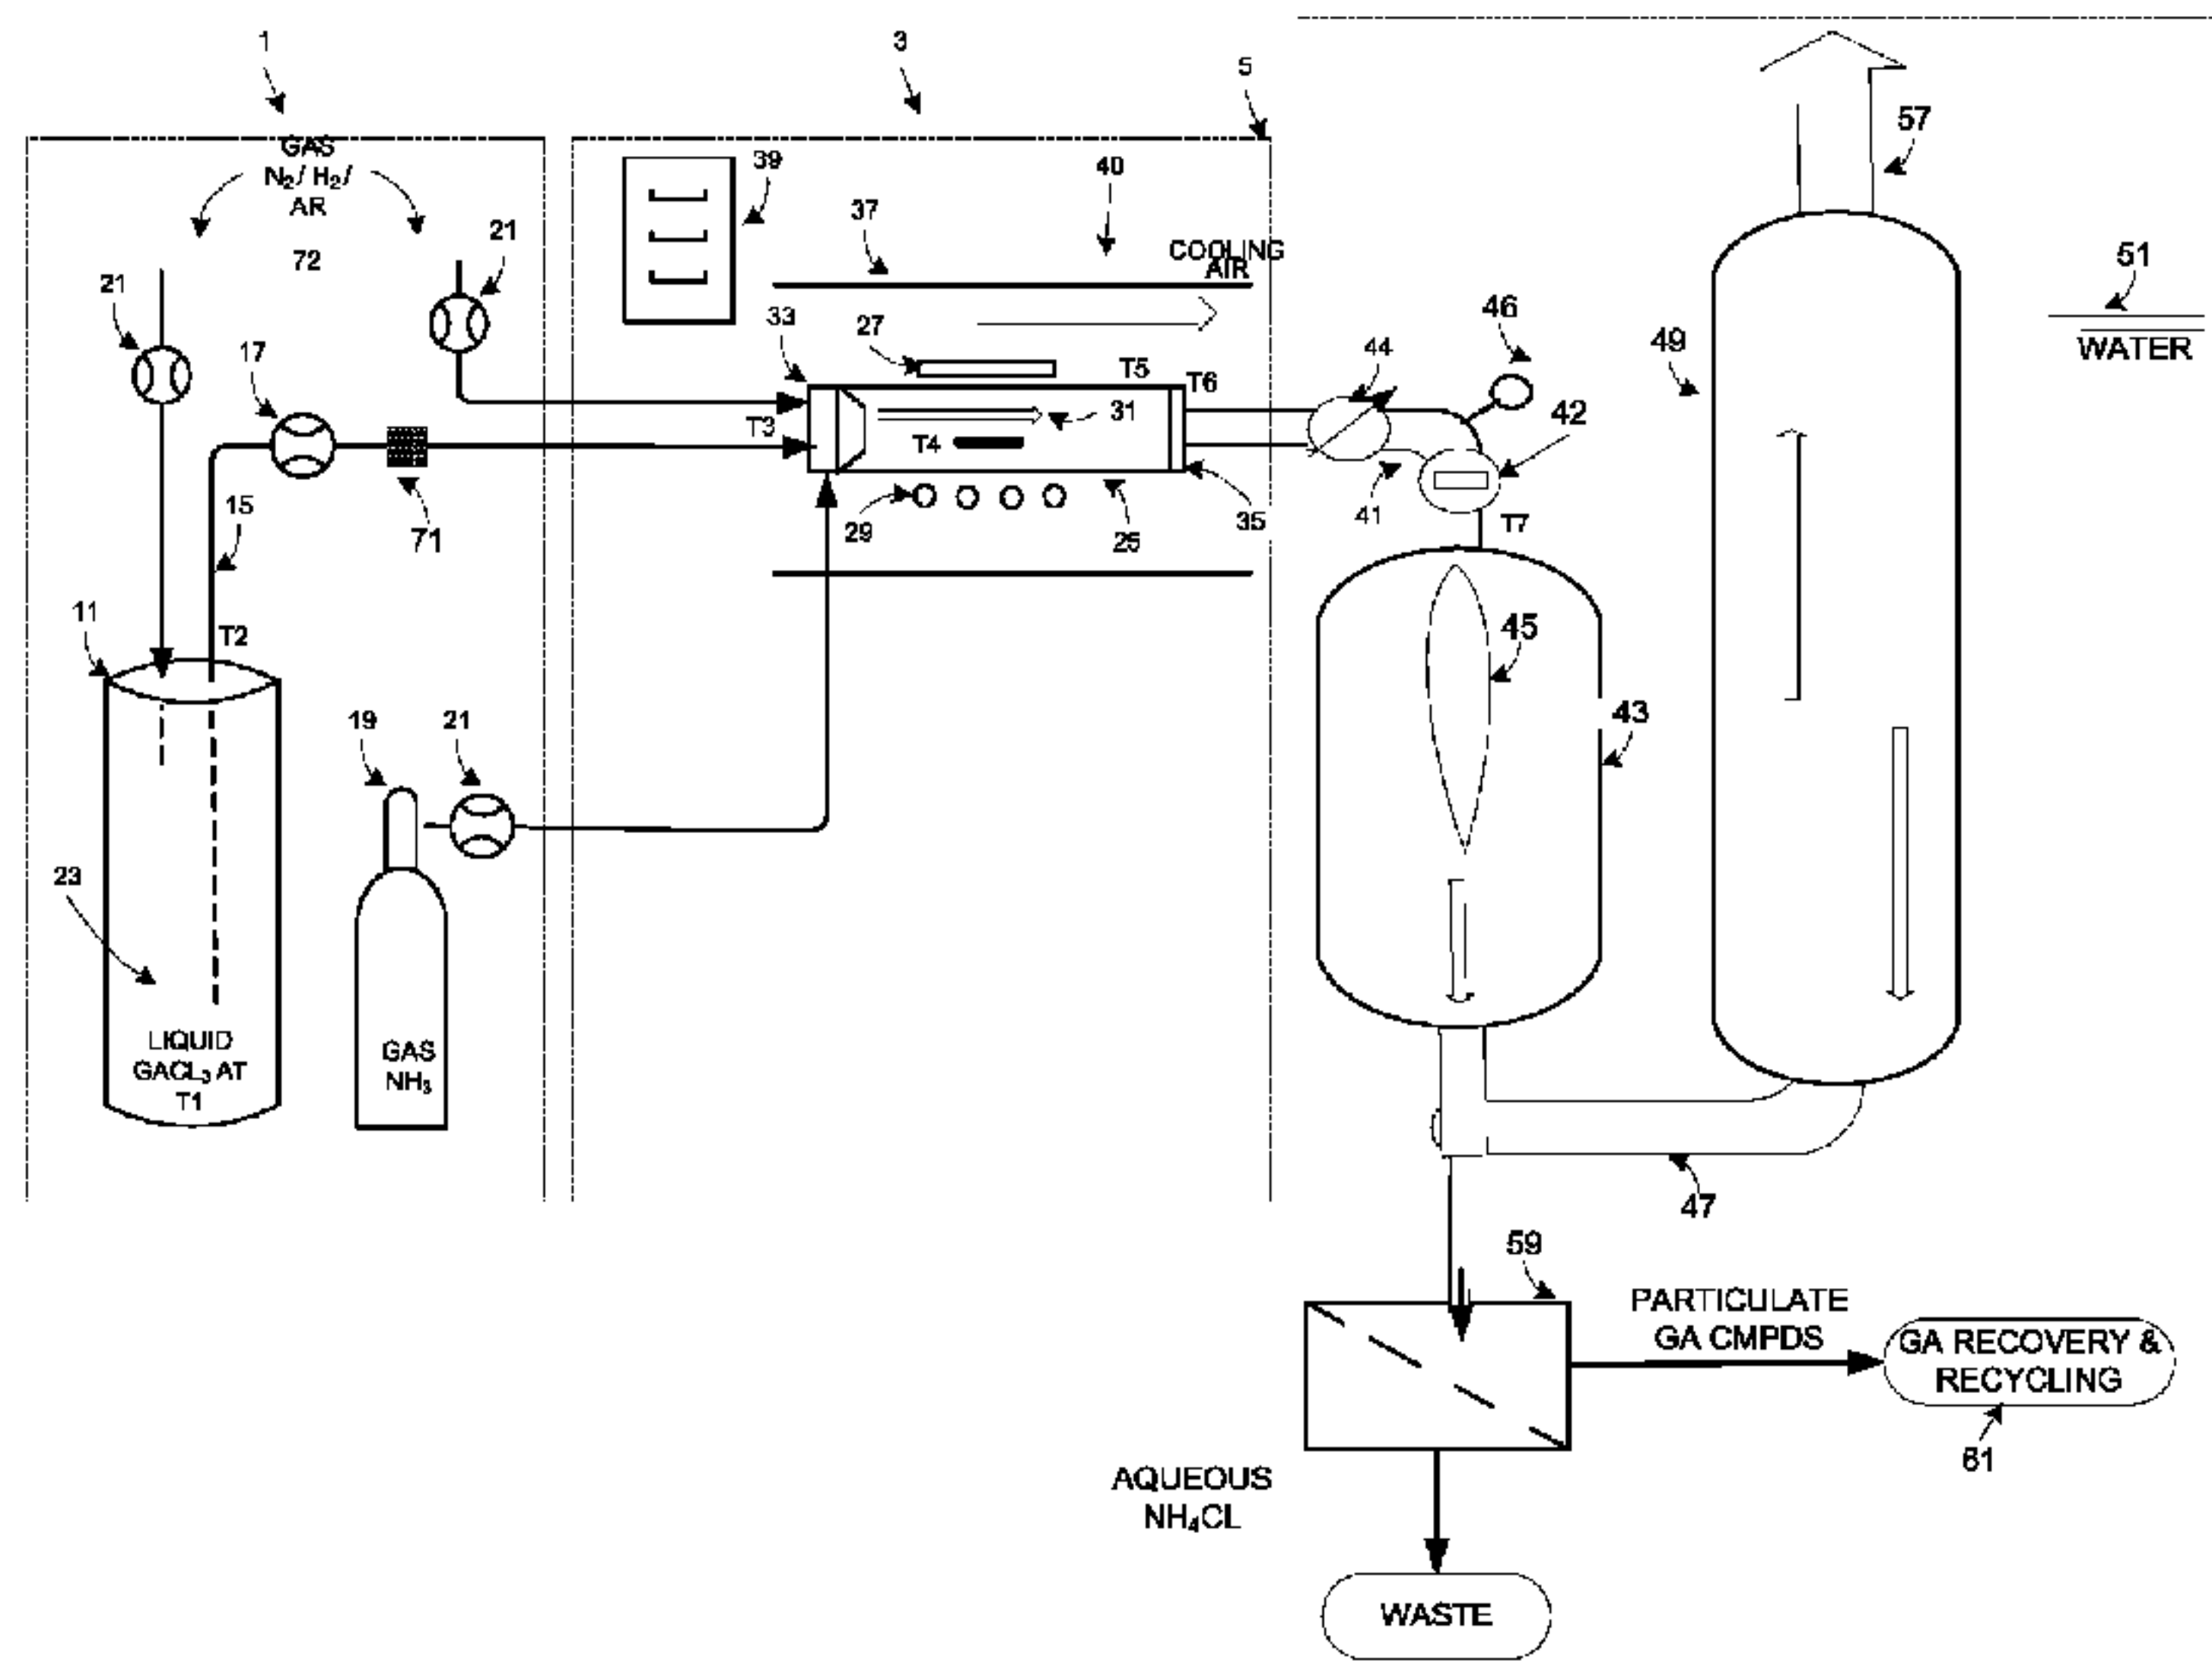 1
3
5
GAS
N2/ H2/
AR
72
39
40
37
COOLING
AIR
57
21
21
17
51
WATER
33
27
T5
T6
46
44
49
T3
31
T4
42
15
71
29
25
35
41
T7
11
T2
45
43
19
21
23
LIQUID
GACL3 AT
T1
GAS
NH3
47
59
PARTICULATE
GA CMPDS
GA RECOVERY &
RECYCLING
61
AQUEOUS
NH4CL
WASTE